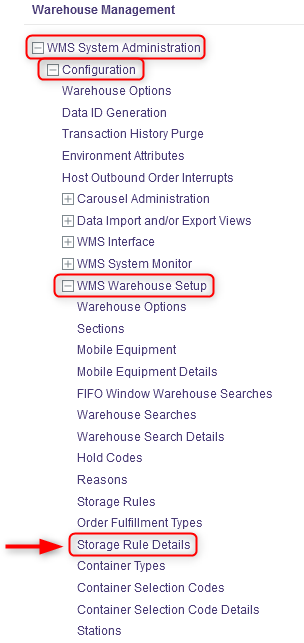 Warehouse Management
WMS System Administration
Configuration
Warehouse Options
Data ID Generation
Transaction History Purge
Environment Attributes
Host Outbound Order Interrupts
Carousel Administration
Data Import and/or Export Views
WMS Interface
WMS System Monitor
WMS Warehouse Setup
Warehouse Options
Sections
Mobile Equipment
Mobile Equipment Details
FIFO Window Warehouse Searches
Warehouse Searches
Warehouse Search Details
Hold Codes
Reasons
Storage Rules
Order Fulfillment Types
Storage Rule Details
Container Types
Container Selection Codes
Container Selection Code Details
Stations